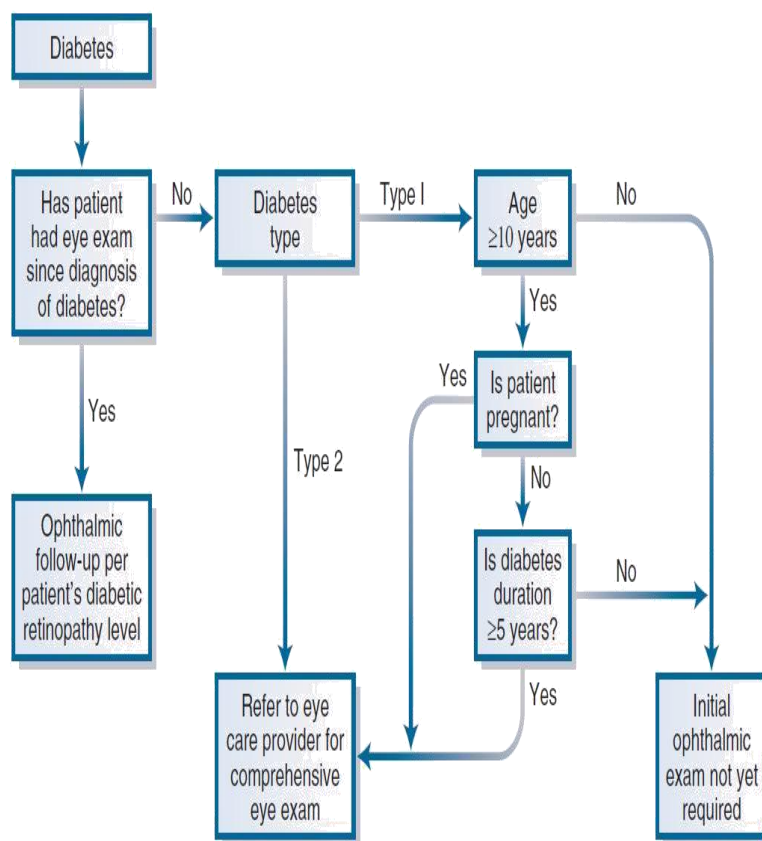 Diabetes
Has patient
had eye exam
since diagnosis
of diabetes?
No
Diabetes
type
Type I
Age
≥10 years
No
Yes
Yes
Is patient
pregnant?
Yes
Type 2
No
Ophthalmic
follow-up per
patient's diabetic
retinopathy level
Is diabetes
duration
≥5 years?
No
Yes
Refer to eye
care provider for
comprehensive
eye exam
Initial
ophthalmic
exam not yet
required